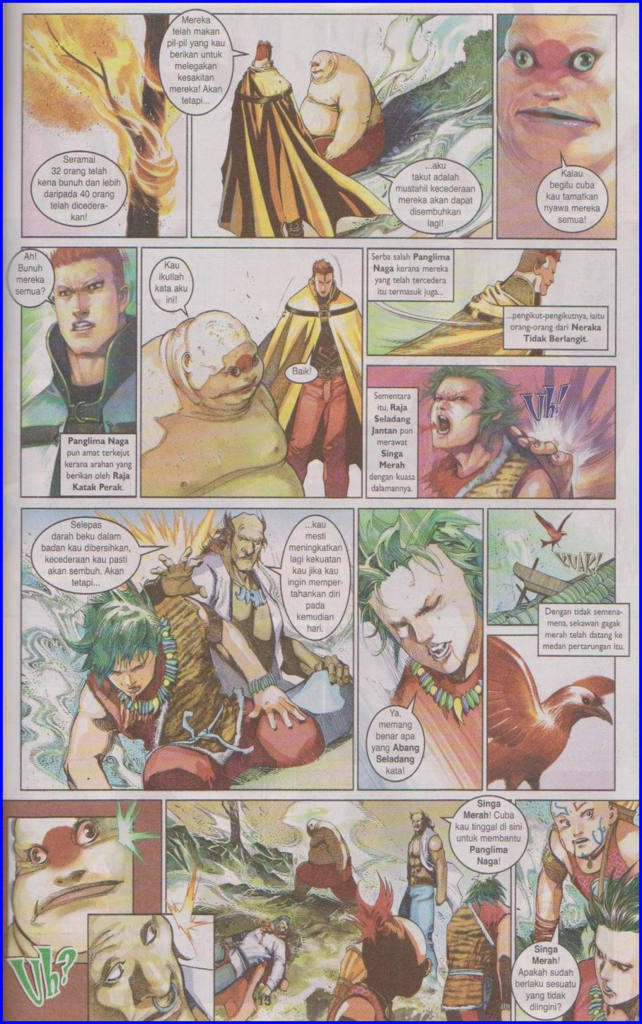 Mereka
telah makan
pil-pil yang kau
berikan untuk
melegakan
kesakitan
mereka! Akan
tetapi...
Seramai
32 orang telah
kena bunuh dan lebih
daripada 40 orang
telah dicedera-
kan!
...aku
takut adalah
mustahil kecederaan
mereka akan dapat
disembuhkan
lagi!
Kalau
begitu cuba
kau tamatkan
nyawa mereka
semua!
Ah!
Bunuh
mereka
semua?
Panglima Naga
pun amat terkejut
kerana arahan yang
berikan oleh Raja
Katak Perak.
Kau
ikutlah
kata aku
ini!
Baik!
Serba salah Panglima
Naga kerana mereka
yang telah tercedera
itu termasuk juga...
...pengikut-pengikutnya, iaitu
orang-orang dari Neraka
Tidak Berlangit.
Sementara
itu, Raja
Seladang
Jantan pun
merawat
Singa
Merah
dengan kuasa
dalamannya.
Uh!
Selepas
darah beku dalam
badan kau dibersihkan,
kecederaan kau pasti
akan sembuh. Akan
tetapi...
...kau
mesti
meningkatkan
lagi kekuatan
kau jika kau
ingin memper-
tahankan diri
pada
kemudian
hari.
Ya,
memang
benar apa
yang Abang
Seladang
kata!
KUAK!
Dengan tidak semena-
mena, sekawan gagak
merah telah datang ke
medan pertarungan itu.
Uh?
Singa
Merah! Cuba
kau tinggal di sini
untuk membantu
Panglima
Naga!
Singa
Merah!
Apakah sudah
berlaku sesuatu
yang tidak
diingini?
13